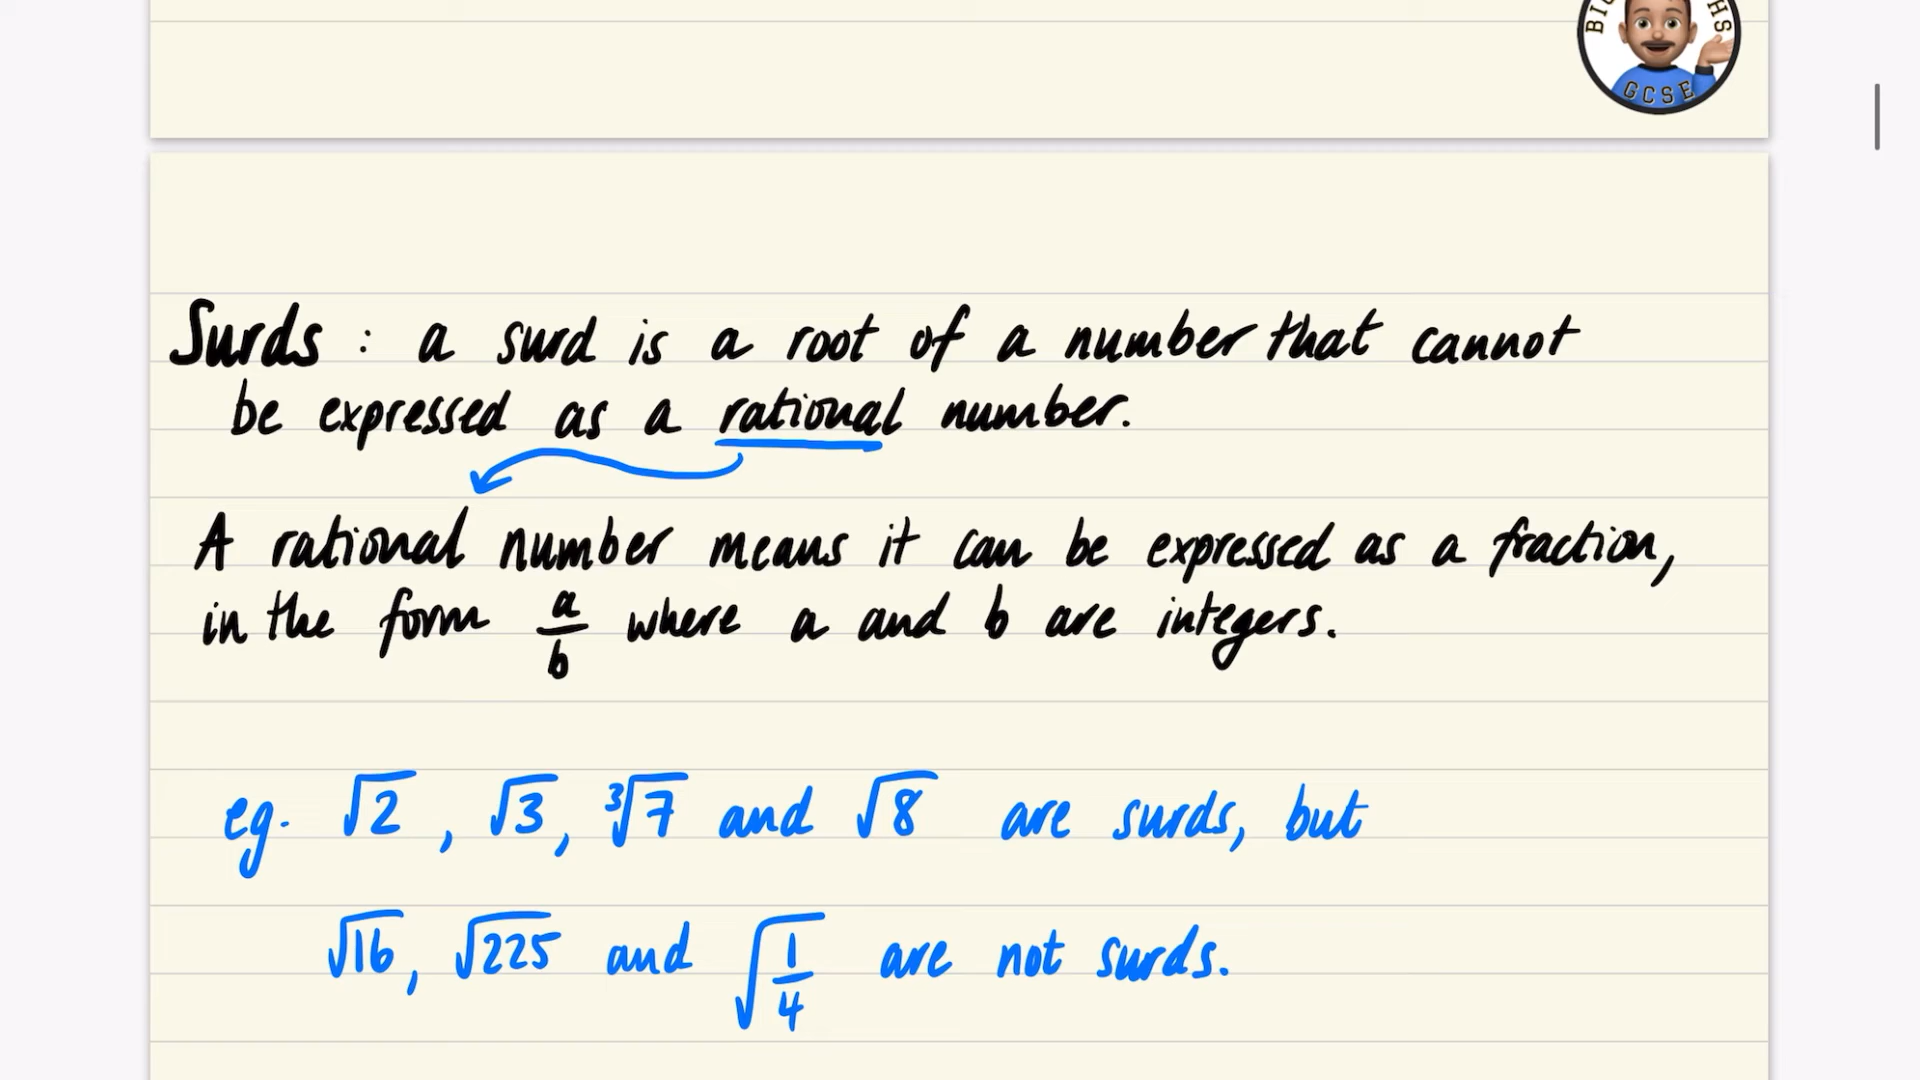 GCSE
Surds : a surd is a root of a number that cannot
be expressed as a rational number.
A rational number means it can be expressed as a fraction,
in the form a/b where a and b are integers.
eg. √2 , √3, ³√7 and √8 are surds, but
√16, √225 and √1/4 are not surds.